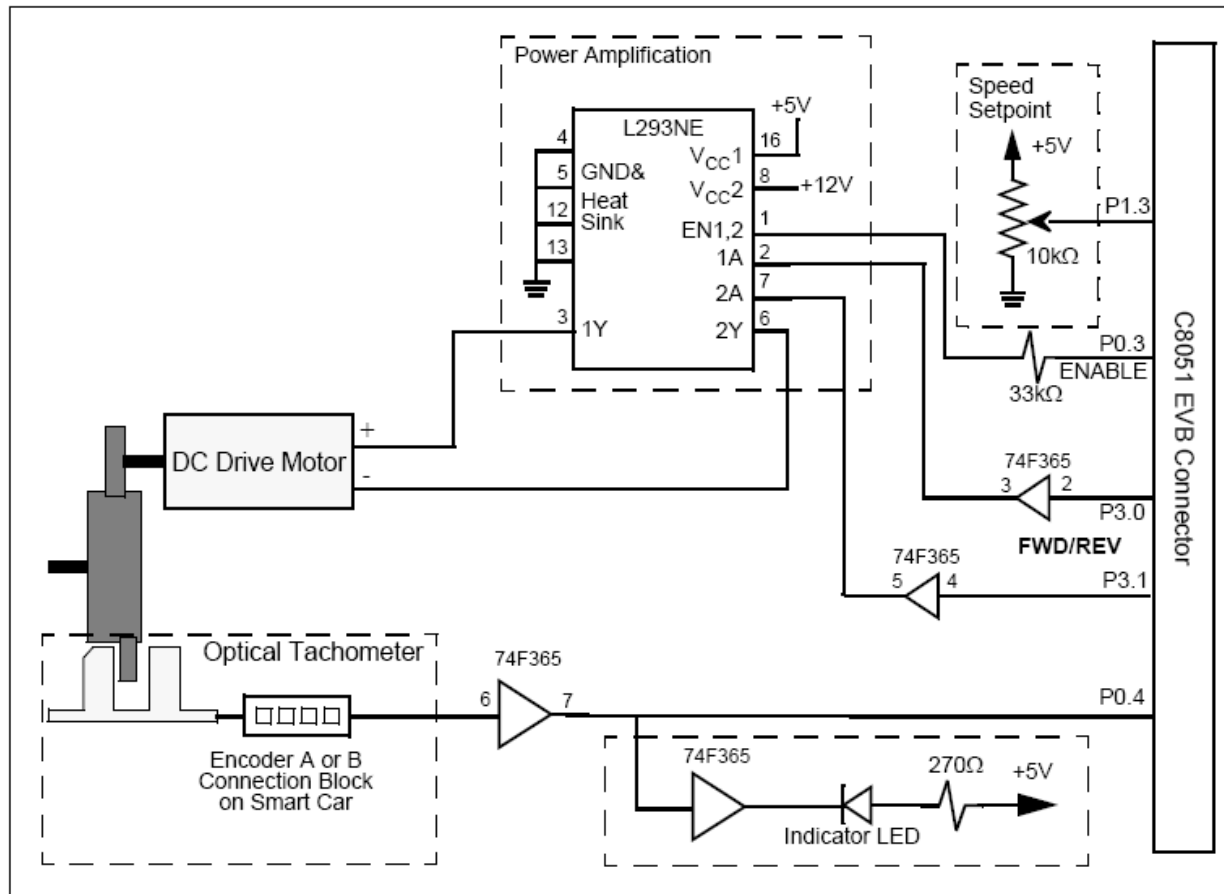 Power Amplification
L293NE
4
5
12
13
GND&
Heat
Sink
3
1Y
VCC1
16
+5V
VCC2
8
+12V
EN1,2
1
1A
2
2A
7
2Y
6
Speed
Setpoint
+5V
10kΩ
P1.3
P0.3
ENABLE
33kΩ
C8051 EVB Connector
DC Drive Motor
+
-
74F365
3
2
P3.0
FWD/REV
74F365
5
4
P3.1
Optical Tachometer
74F365
6
7
P0.4
Encoder A or B
Connection Block
on Smart Car
74F365
270Ω
+5V
Indicator LED